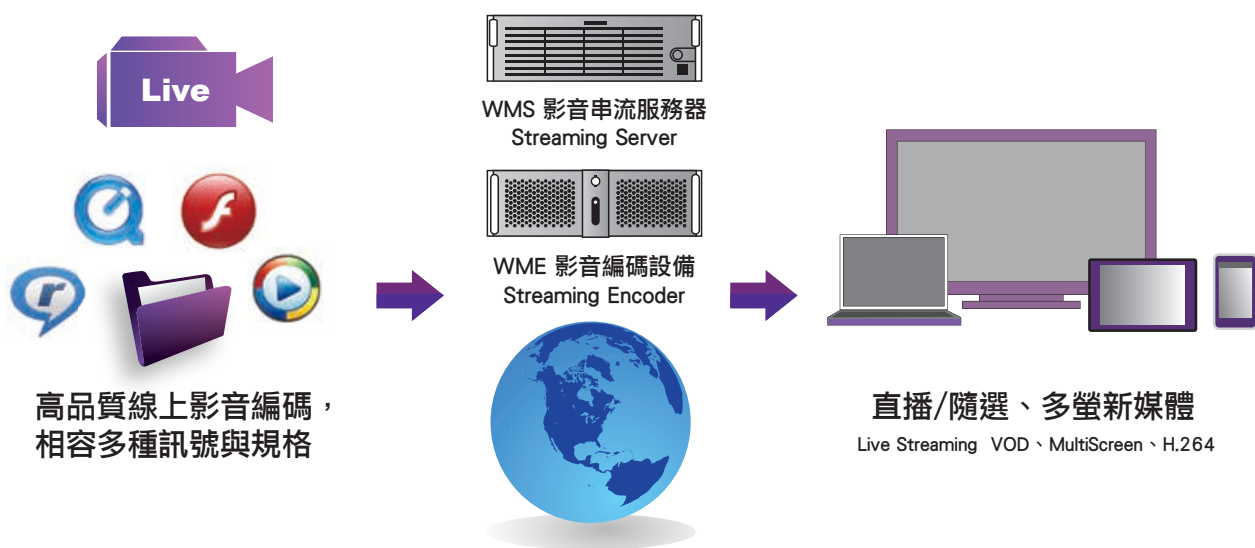 Live
高品質線上影音編碼，
相容多種訊號與規格
WMS 影音串流服務器
Streaming Server
WME 影音編碼設備
Streaming Encoder
直播/隨選、多螢新媒體
Live Streaming VOD、MultiScreen、H.264